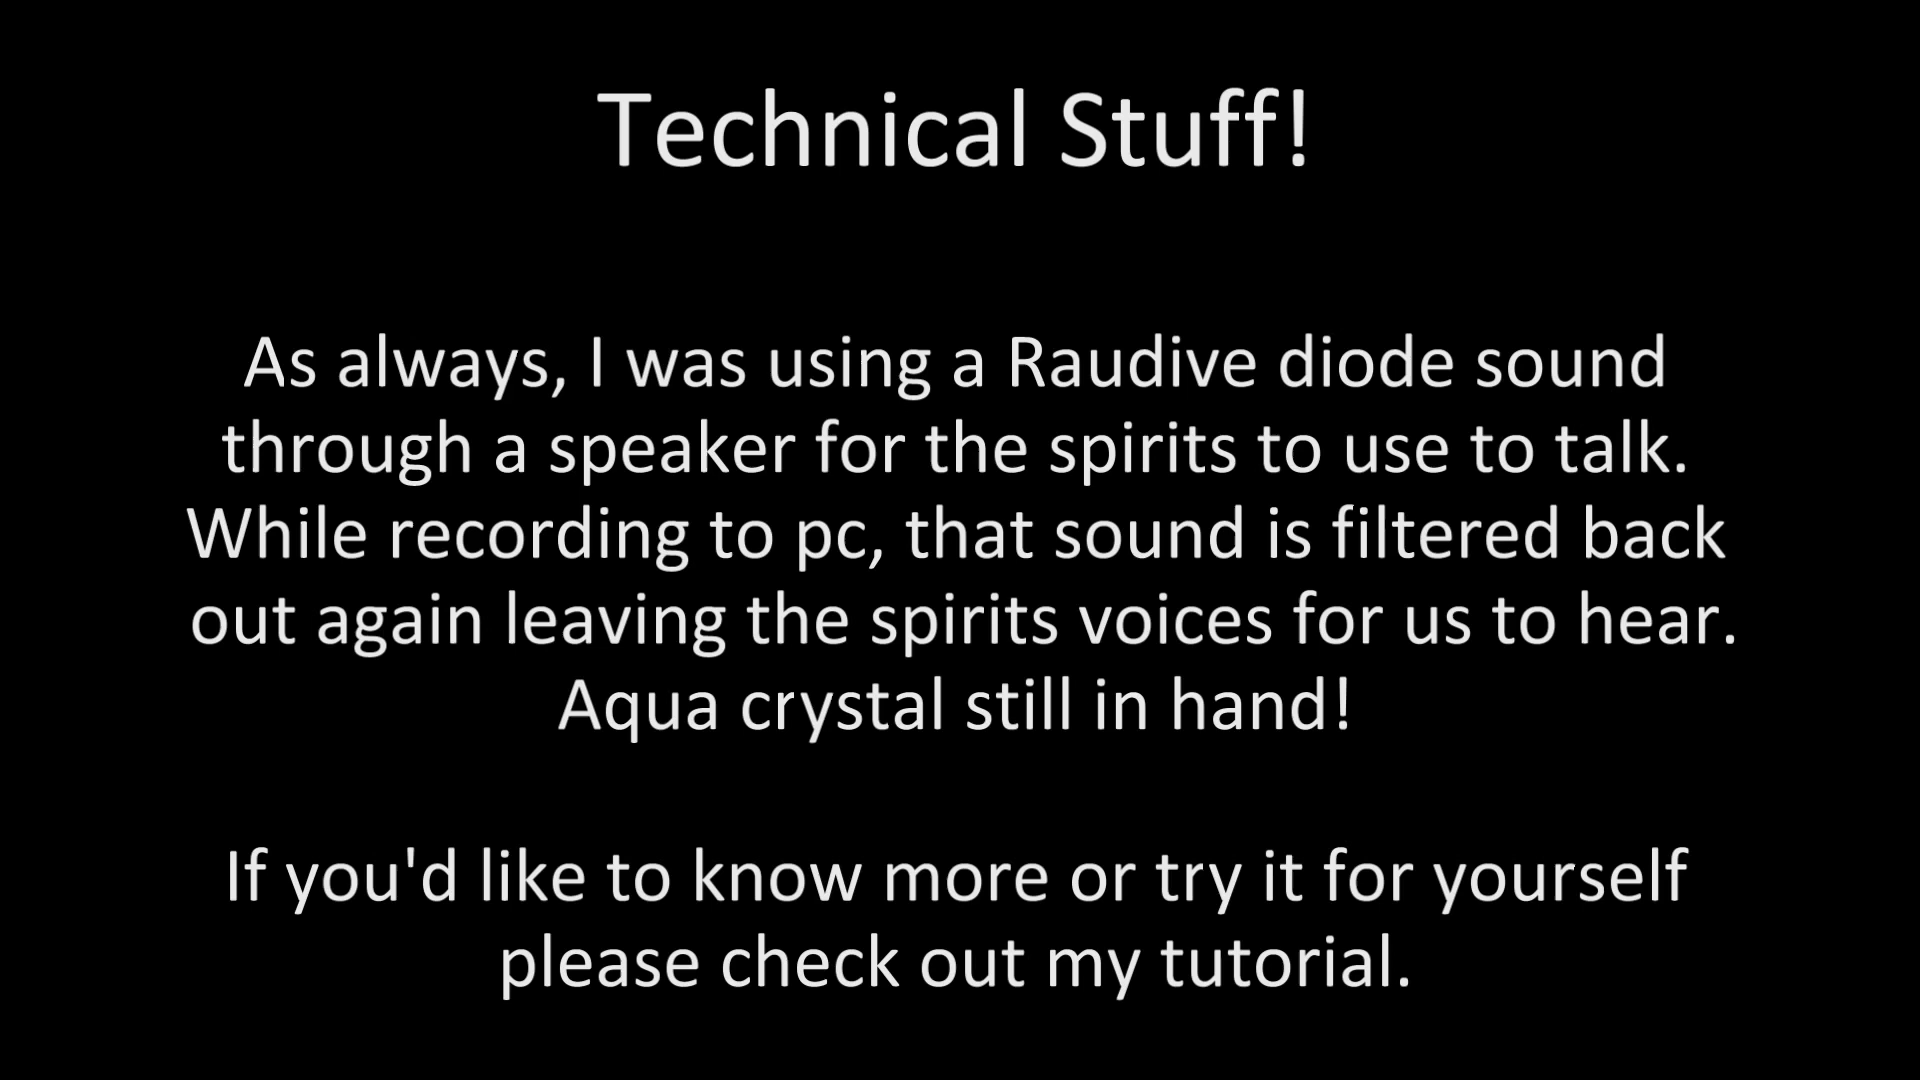 Technical Stuff!
As always, I was using a Raudive diode sound
through a speaker for the spirits to use to talk.
While recording to pc, that sound is filtered back
out again leaving the spirits voices for us to hear.
Aqua crystal still in hand!
If you'd like to know more or try it for yourself
please check out my tutorial.